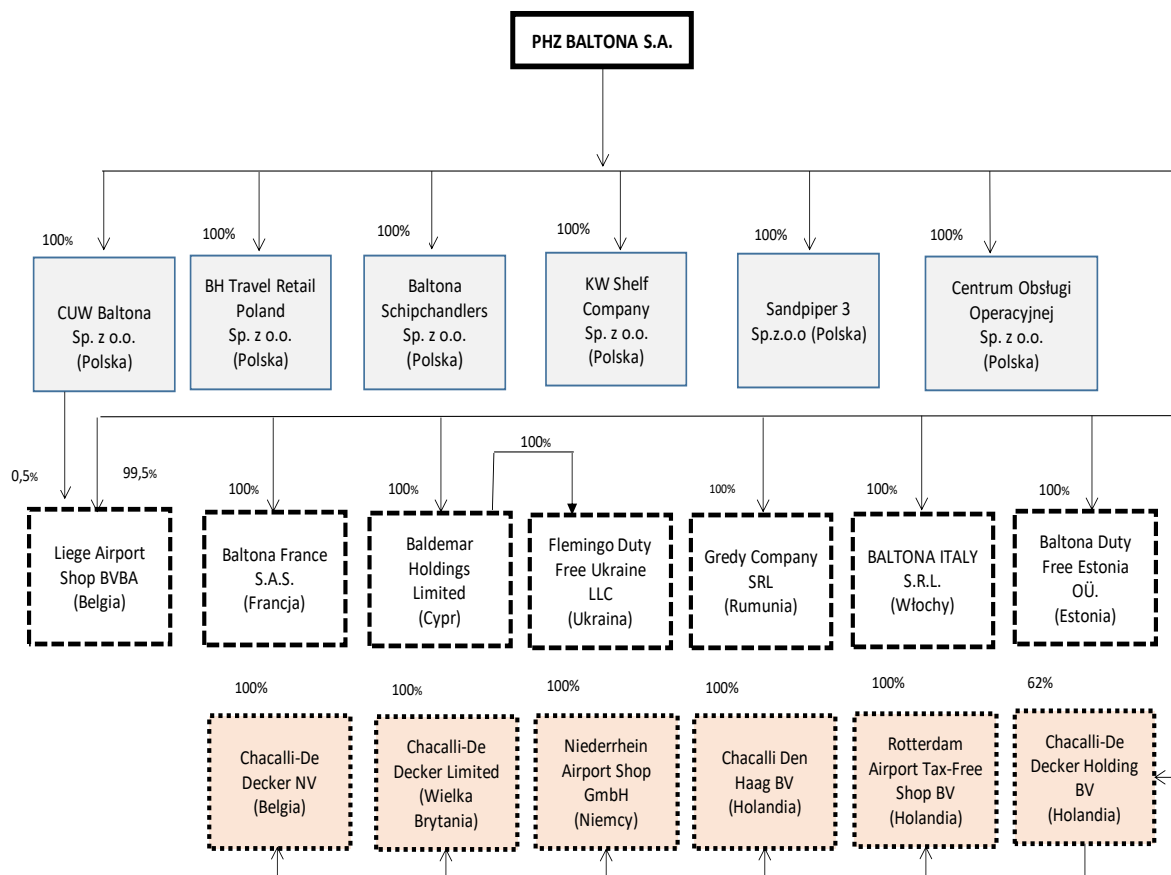 PHZ BALTONA S.A.
100%
100%
100%
100%
100%
100%
CUW Baltona
Sp. z o.o.
(Polska)
BH Travel Retail
Poland
Sp. z o.o.
(Polska)
Baltona
Schipchandlers
Sp. z o.o.
(Polska)
KW Shelf
Company
Sp. z o.o.
(Polska)
Sandpiper 3
Sp.z.o.o (Polska)
Centrum Obsługi
Operacyjnej
Sp. z o.o.
(Polska)
0,5%
99,5%
100%
100%
100%
100%
100%
100%
Liege Airport
Shop BVBA
(Belgia)
Baltona France
S.A.S.
(Francja)
Baldemar
Holdings
Limited
(Cypr)
Flemingo Duty
Free Ukraine
LLC
(Ukraina)
Gredy Company
SRL
(Rumunia)
BALTONA ITALY
S.R.L.
(Włochy)
Baltona Duty
Free Estonia
OÜ.
(Estonia)
100%
100%
100%
100%
100%
62%
Chacalli-De
Decker NV
(Belgia)
Chacalli-De
Decker Limited
(Wielka
Brytania)
Niederrhein
Airport Shop
GmbH
(Niemcy)
Chacalli Den
Haag BV
(Holandia)
Rotterdam
Airport Tax-Free
Shop BV
(Holandia)
Chacalli-De
Decker Holding
BV
(Holandia)